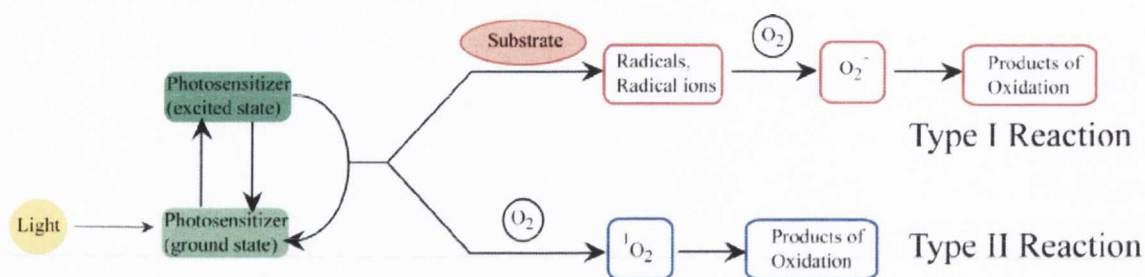 Substrate
O₂
Radicals,
Radical ions
O₂⁻
Products of
Oxidation
Type I Reaction
Photosensitizer
(excited state)
Light
Photosensitizer
(ground state)
O₂
¹O₂
Products of
Oxidation
Type II Reaction